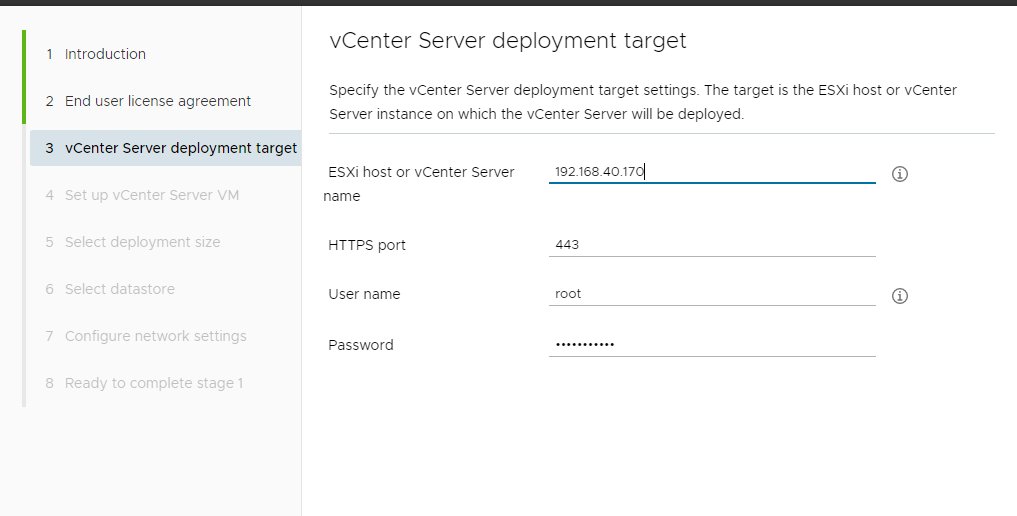 1 Introduction
2 End user license agreement
3 vCenter Server deployment target
4 Set up vCenter Server VM
5 Select deployment size
6 Select datastore
7 Configure network settings
8 Ready to complete stage 1
vCenter Server deployment target
Specify the vCenter Server deployment target settings. The target is the ESXi host or vCenter
Server instance on which the vCenter Server will be deployed.
ESXi host or vCenter Server
name
192.168.40.170
HTTPS port
443
User name
root
Password
•••••••••••